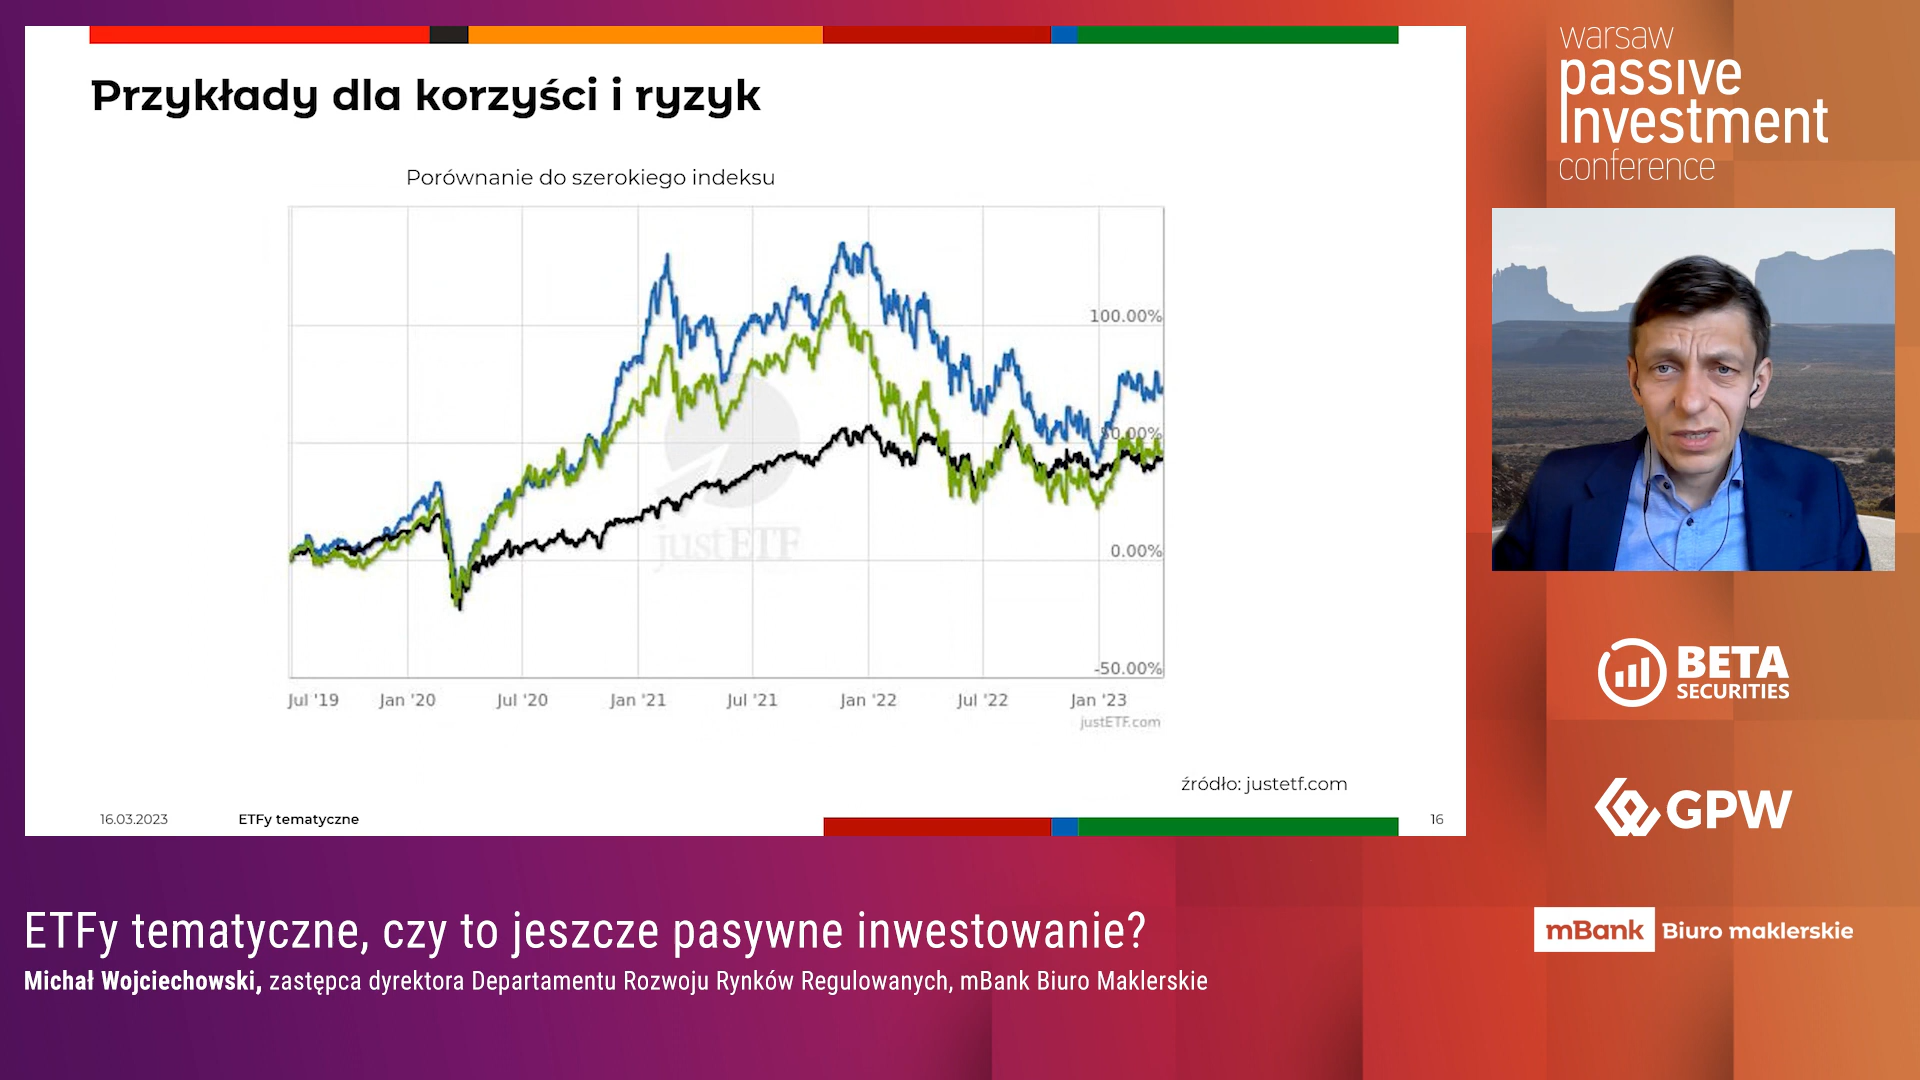 Przykłady dla korzyści i ryzyk
Porównanie do szerokiego indeksu
100.00%
50.00%
0.00%
-50.00%
justETF
Jul '19
Jan '20
Jul '20
Jan '21
Jul '21
Jan '22
Jul '22
Jan '23
justETF.com
źródło: justetf.com
16.03.2023
ETFy tematyczne
16
warsaw
passive
Investment
conference
BETA
SECURITIES
GPW
mBank Biuro maklerskie
ETFy tematyczne, czy to jeszcze pasywne inwestowanie?
Michał Wojciechowski, zastępca dyrektora Departamentu Rozwoju Rynków Regulowanych, mBank Biuro Maklerskie